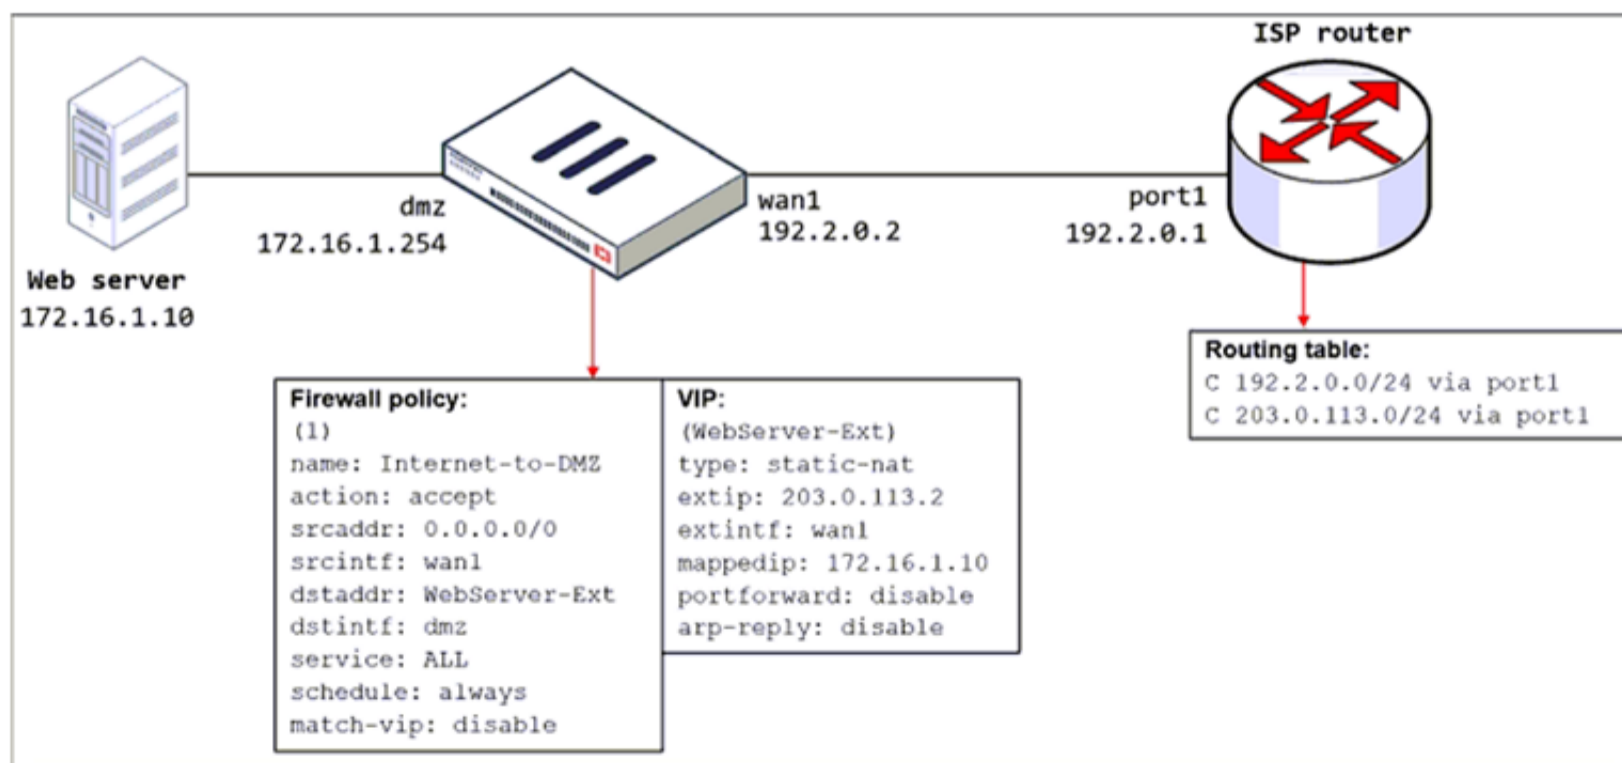 ISP router
Web server
172.16.1.10
dmz
172.16.1.254
wan1
192.2.0.2
port1
192.2.0.1
Firewall policy:
(1)
name: Internet-to-DMZ
action: accept
srcaddr: 0.0.0.0/0
srcintf: wan1
dstaddr: WebServer-Ext
dstintf: dmz
service: ALL
schedule: always
match-vip: disable
VIP:
(WebServer-Ext)
type: static-nat
extip: 203.0.113.2
extintf: wan1
mappedip: 172.16.1.10
portforward: disable
arp-reply: disable
Routing table:
C 192.2.0.0/24 via port1
C 203.0.113.0/24 via port1